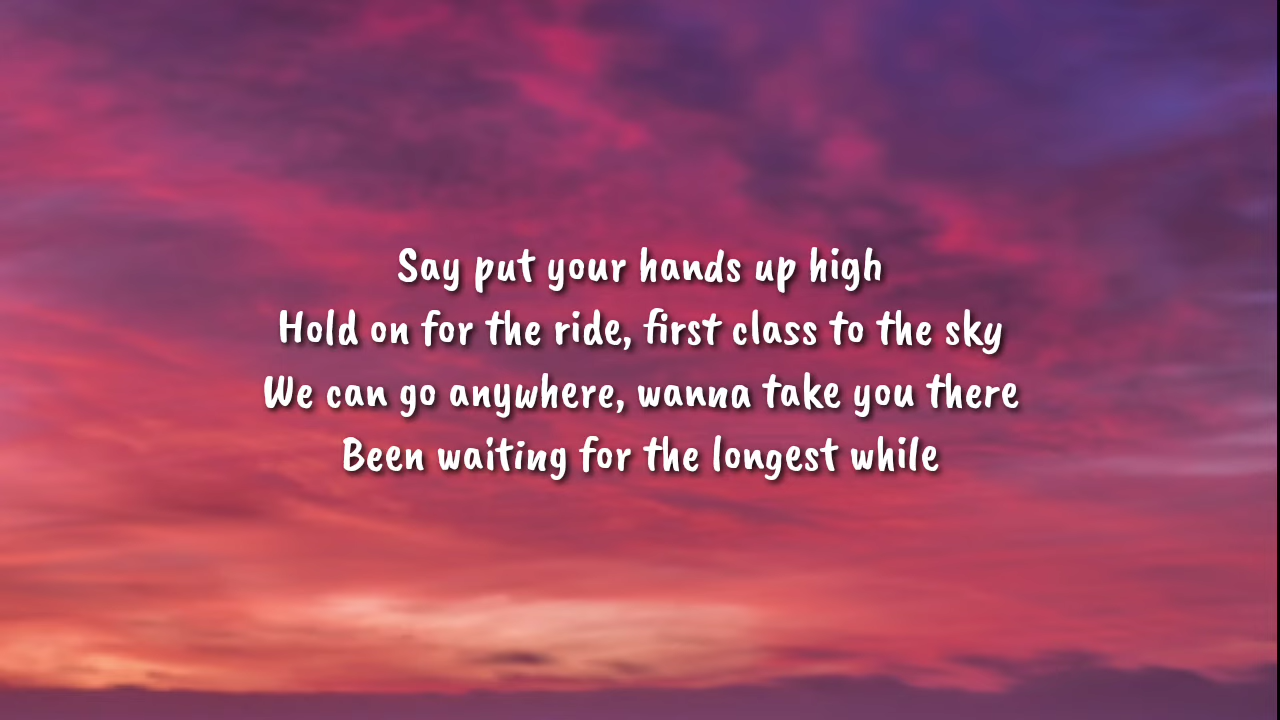 Say put your hands up high
Hold on for the ride, first class to the sky
We can go anywhere, wanna take you there
Been waiting for the longest while